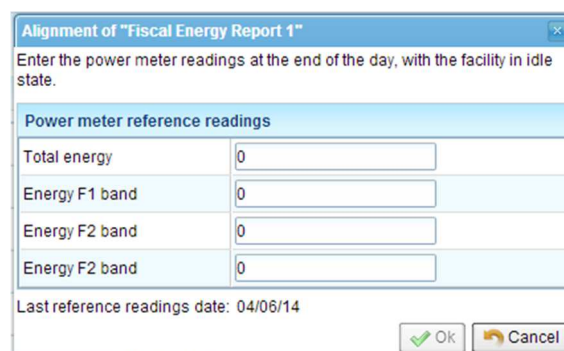 Alignment of "Fiscal Energy Report 1"
Enter the power meter readings at the end of the day, with the facility in idle
state.
Power meter reference readings
Total energy 0
Energy F1 band 0
Energy F2 band 0
Energy F2 band 0
Last reference readings date: 04/06/14
Ok Cancel